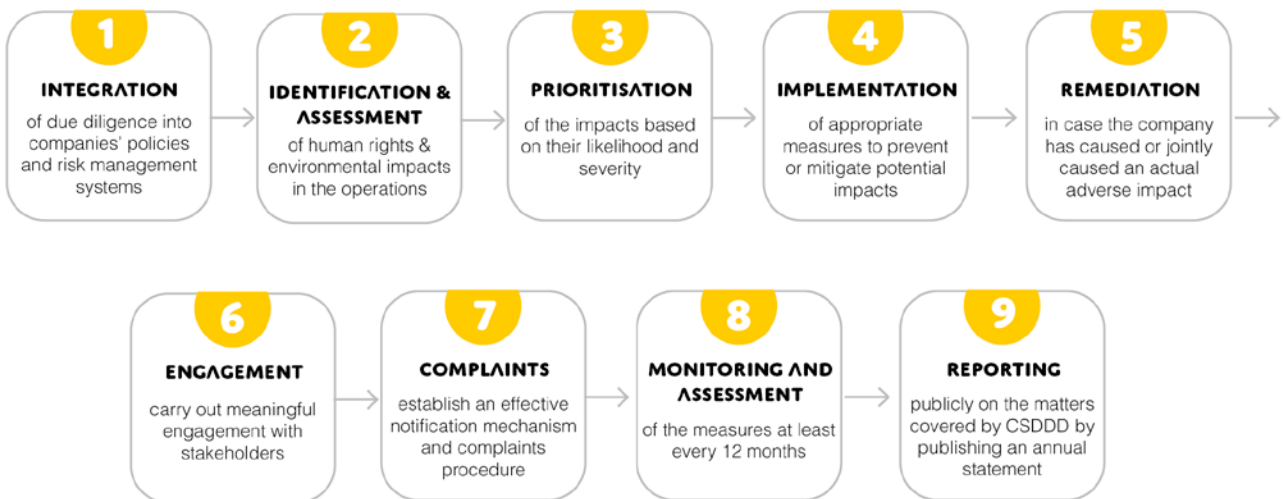 1
INTEGRATION
of due diligence into
companies' policies
and risk management
systems
2
IDENTIFICATION &
ASSESSMENT
of human rights &
environmental impacts
in the operations
3
PRIORITISATION
of the impacts based
on their likelihood and
severity
4
IMPLEMENTATION
of appropriate
measures to prevent
or mitigate potential
impacts
5
REMEDIATION
in case the company
has caused or jointly
caused an actual
adverse impact
6
ENGAGEMENT
carry out meaningful
engagement with
stakeholders
7
COMPLAINTS
establish an effective
notification mechanism
and complaints
procedure
8
MONITORING AND
ASSESSMENT
of the measures at least
every 12 months
9
REPORTING
publicly on the matters
covered by CSDDD by
publishing an annual
statement